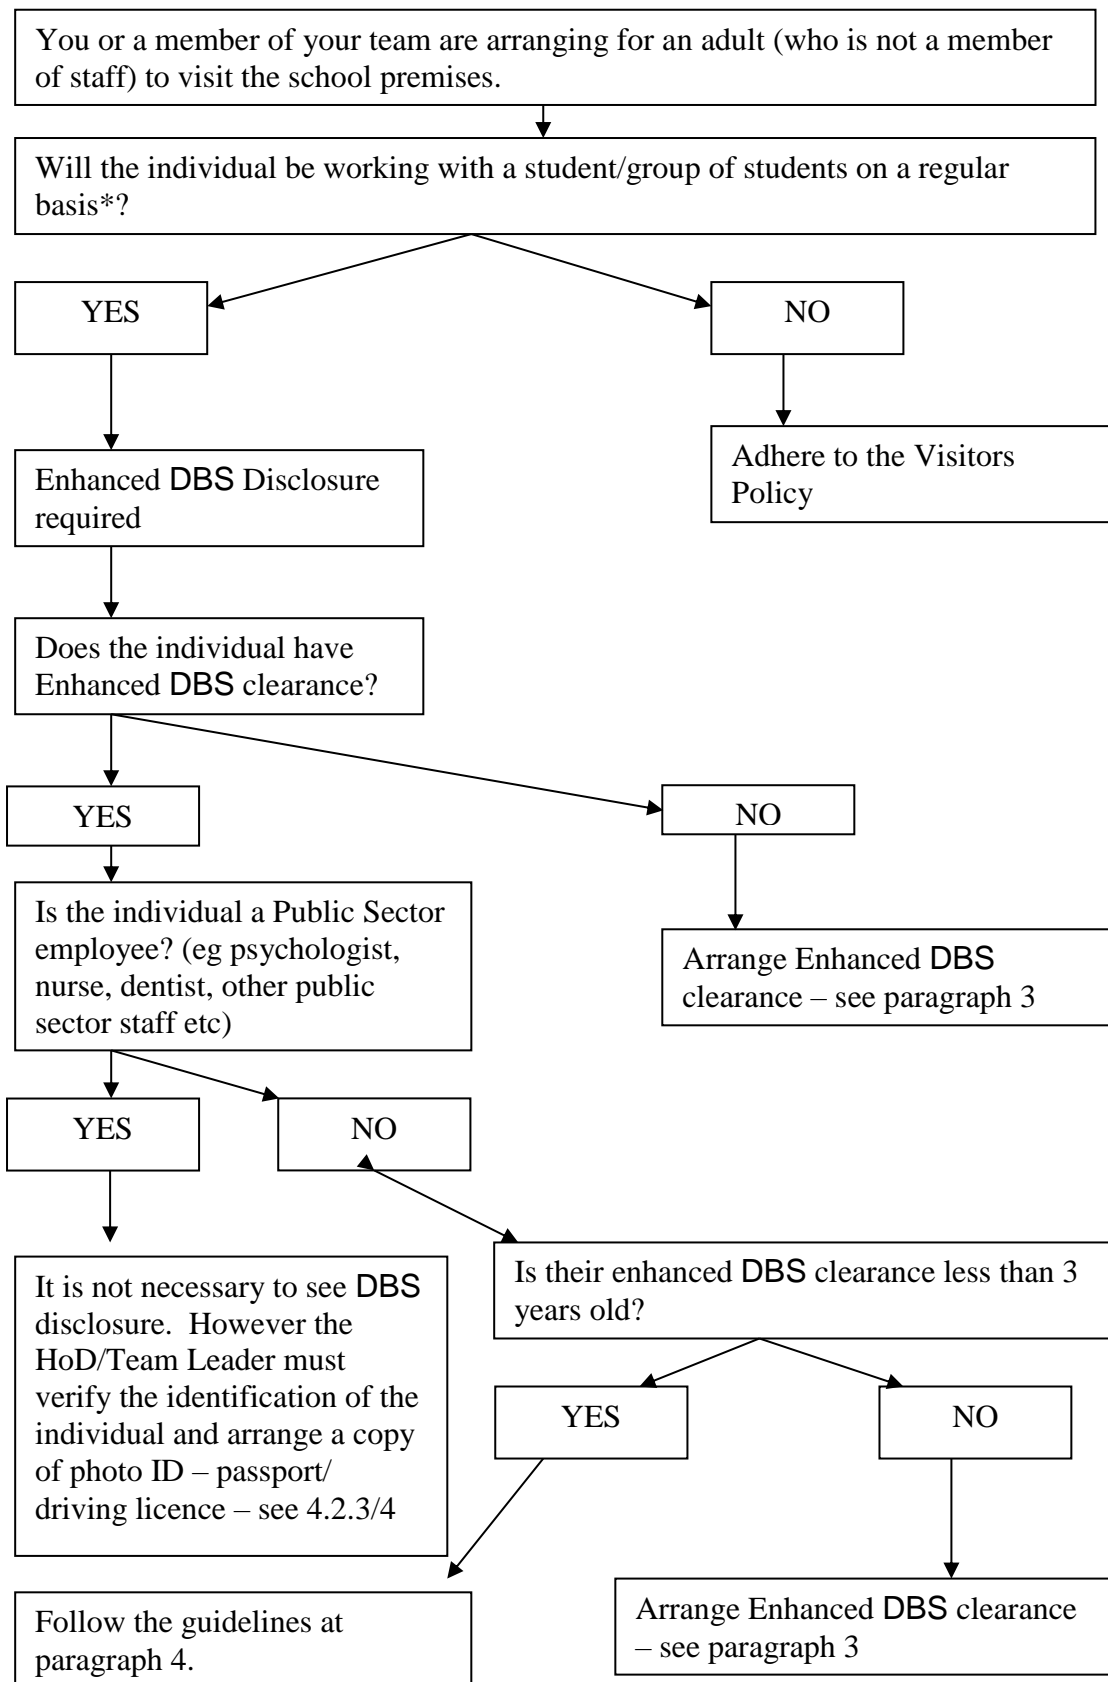 You or a member of your team are arranging for an adult (who is not a member
of staff) to visit the school premises.
Will the individual be working with a student/group of students on a regular
basis*?
YES
NO
Enhanced DBS Disclosure
required
Adhere to the Visitors
Policy
Does the individual have
Enhanced DBS clearance?
YES
NO
Is the individual a Public Sector
employee? (eg psychologist,
nurse, dentist, other public
sector staff etc)
Arrange Enhanced DBS
clearance – see paragraph 3
YES
NO
It is not necessary to see DBS
disclosure.  However the
HoD/Team Leader must
verify the identification of the
individual and arrange a copy
of photo ID – passport/
driving licence – see 4.2.3/4
Is their enhanced DBS clearance less than 3
years old?
YES
NO
Follow the guidelines at
paragraph 4.
Arrange Enhanced DBS clearance
– see paragraph 3